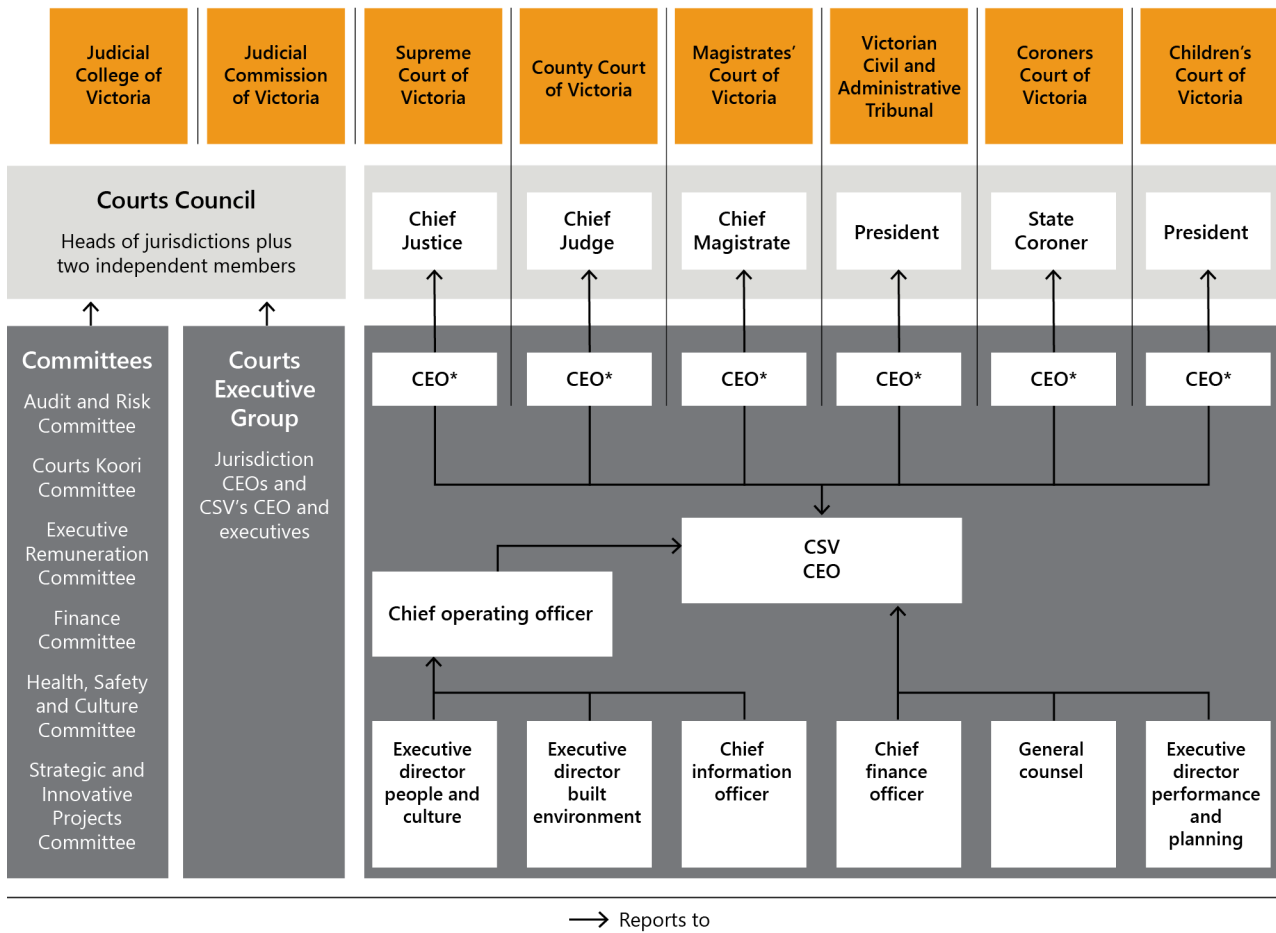 Judicial
College of
Victoria
Judicial
Commission
of Victoria
Supreme
Court of
Victoria
County Court
of Victoria
Magistrates’
Court of
Victoria
Victorian
Civil and
Administrative
Tribunal
Coroners
Court of
Victoria
Children’s
Court of
Victoria
Courts Council
Heads of jurisdictions plus
two independent members
Chief
Justice
Chief
Judge
Chief
Magistrate
President
State
Coroner
President
Committees
Audit and Risk
Committee
Courts Koori
Committee
Executive
Remuneration
Committee
Finance
Committee
Health, Safety
and Culture
Committee
Strategic and
Innovative
Projects
Committee
Courts
Executive
Group
Jurisdiction
CEOs and
CSV’s CEO and
executives
CEO*
CEO*
CEO*
CEO*
CEO*
CEO*
CSV
CEO
Chief operating officer
Executive
director
people and
culture
Executive
director
built
environment
Chief
information
officer
Chief
finance
officer
General
counsel
Executive
director
performance
and
planning
Reports to